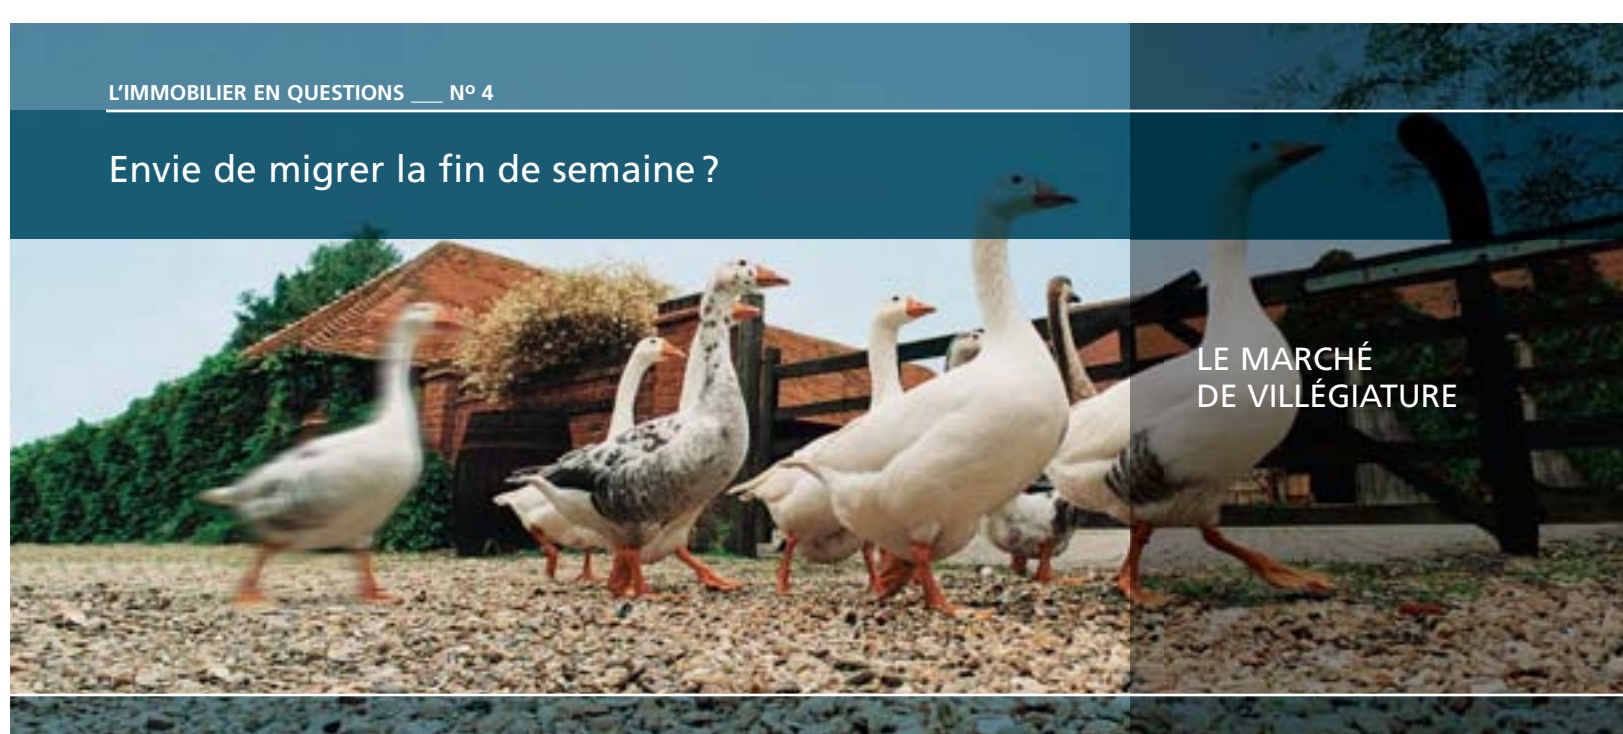 L'IMMOBILIER EN QUESTIONS ___ Nº 4
Envie de migrer la fin de semaine ?
LE MARCHÉ
DE VILLÉGIATURE